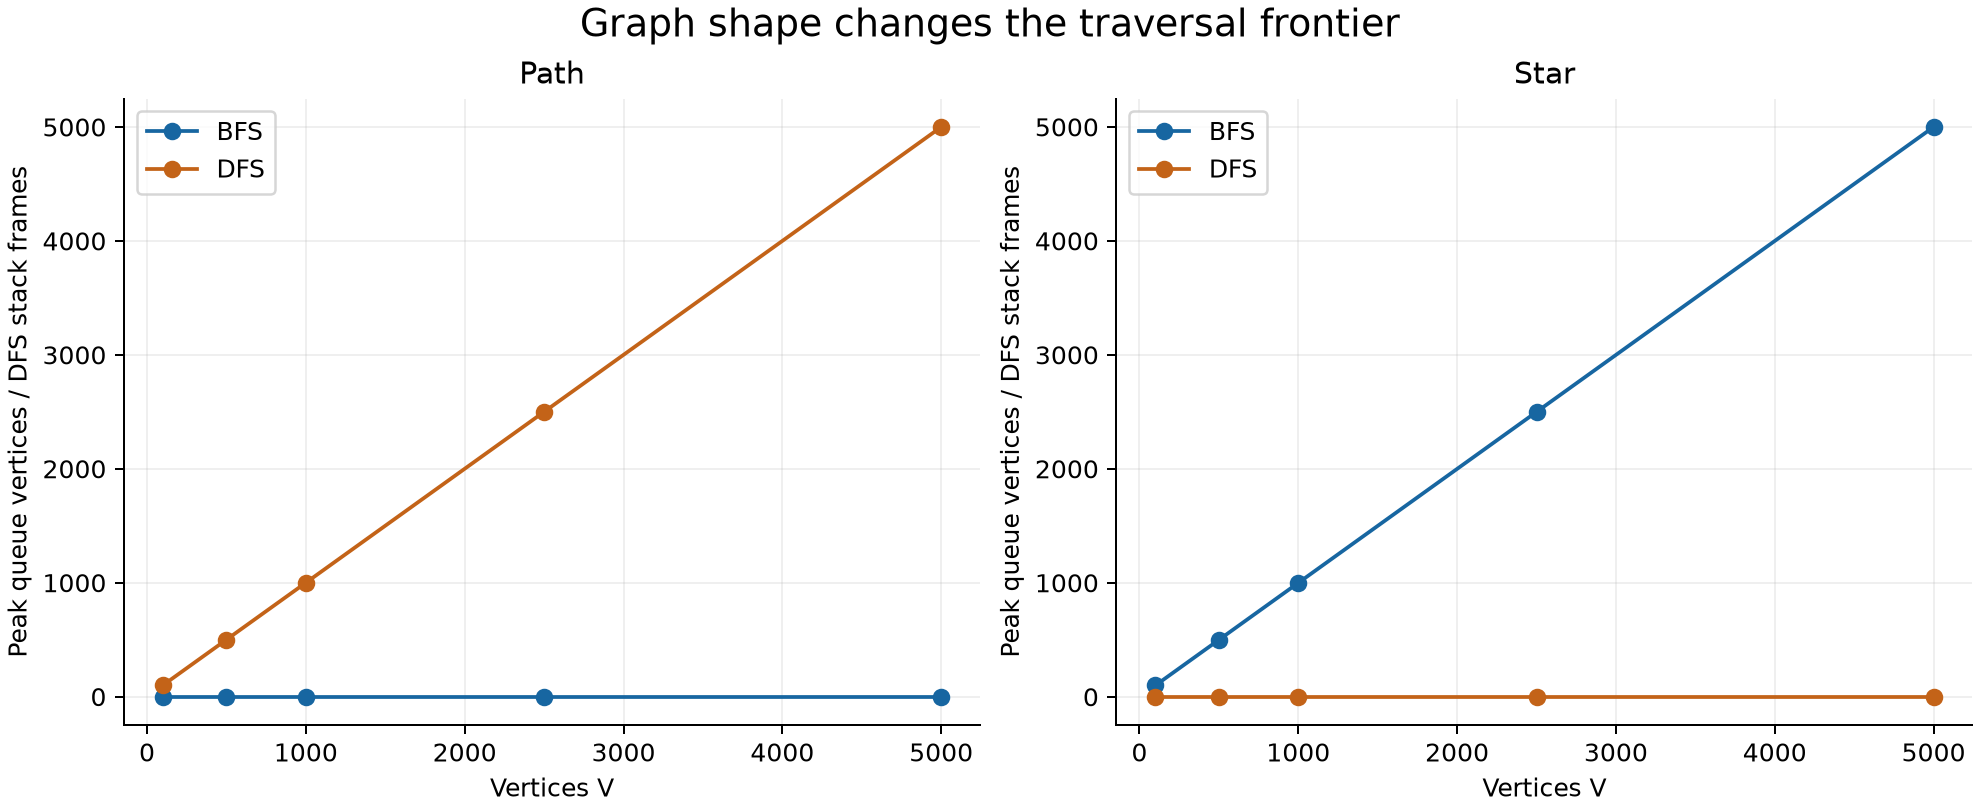 Graph shape changes the traversal frontier
Path
Peak queue vertices / DFS stack frames
5000
4000
3000
2000
1000
0
BFS
DFS
0 1000 2000 3000 4000 5000
Vertices V
Star
Peak queue vertices / DFS stack frames
5000
4000
3000
2000
1000
0
BFS
DFS
0 1000 2000 3000 4000 5000
Vertices V